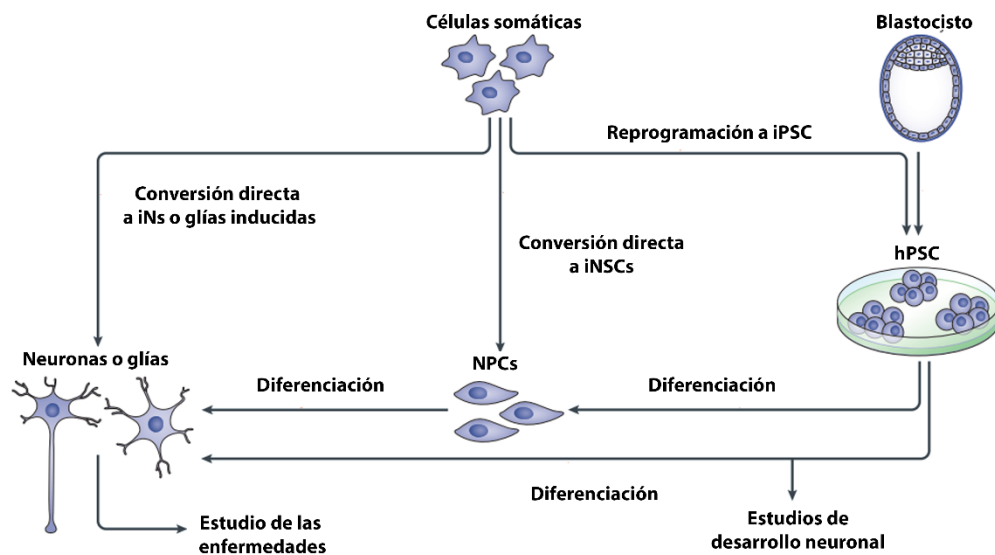 Células somáticas
Blastocisto
Reprogramación a iPSC
Conversión directa
a iNs o glías inducidas
Conversión directa
a iNSCs
hPSC
Neuronas o glías
NPCs
Diferenciación
Diferenciación
Diferenciación
Estudio de las
enfermedades
Estudios de
desarrollo neuronal